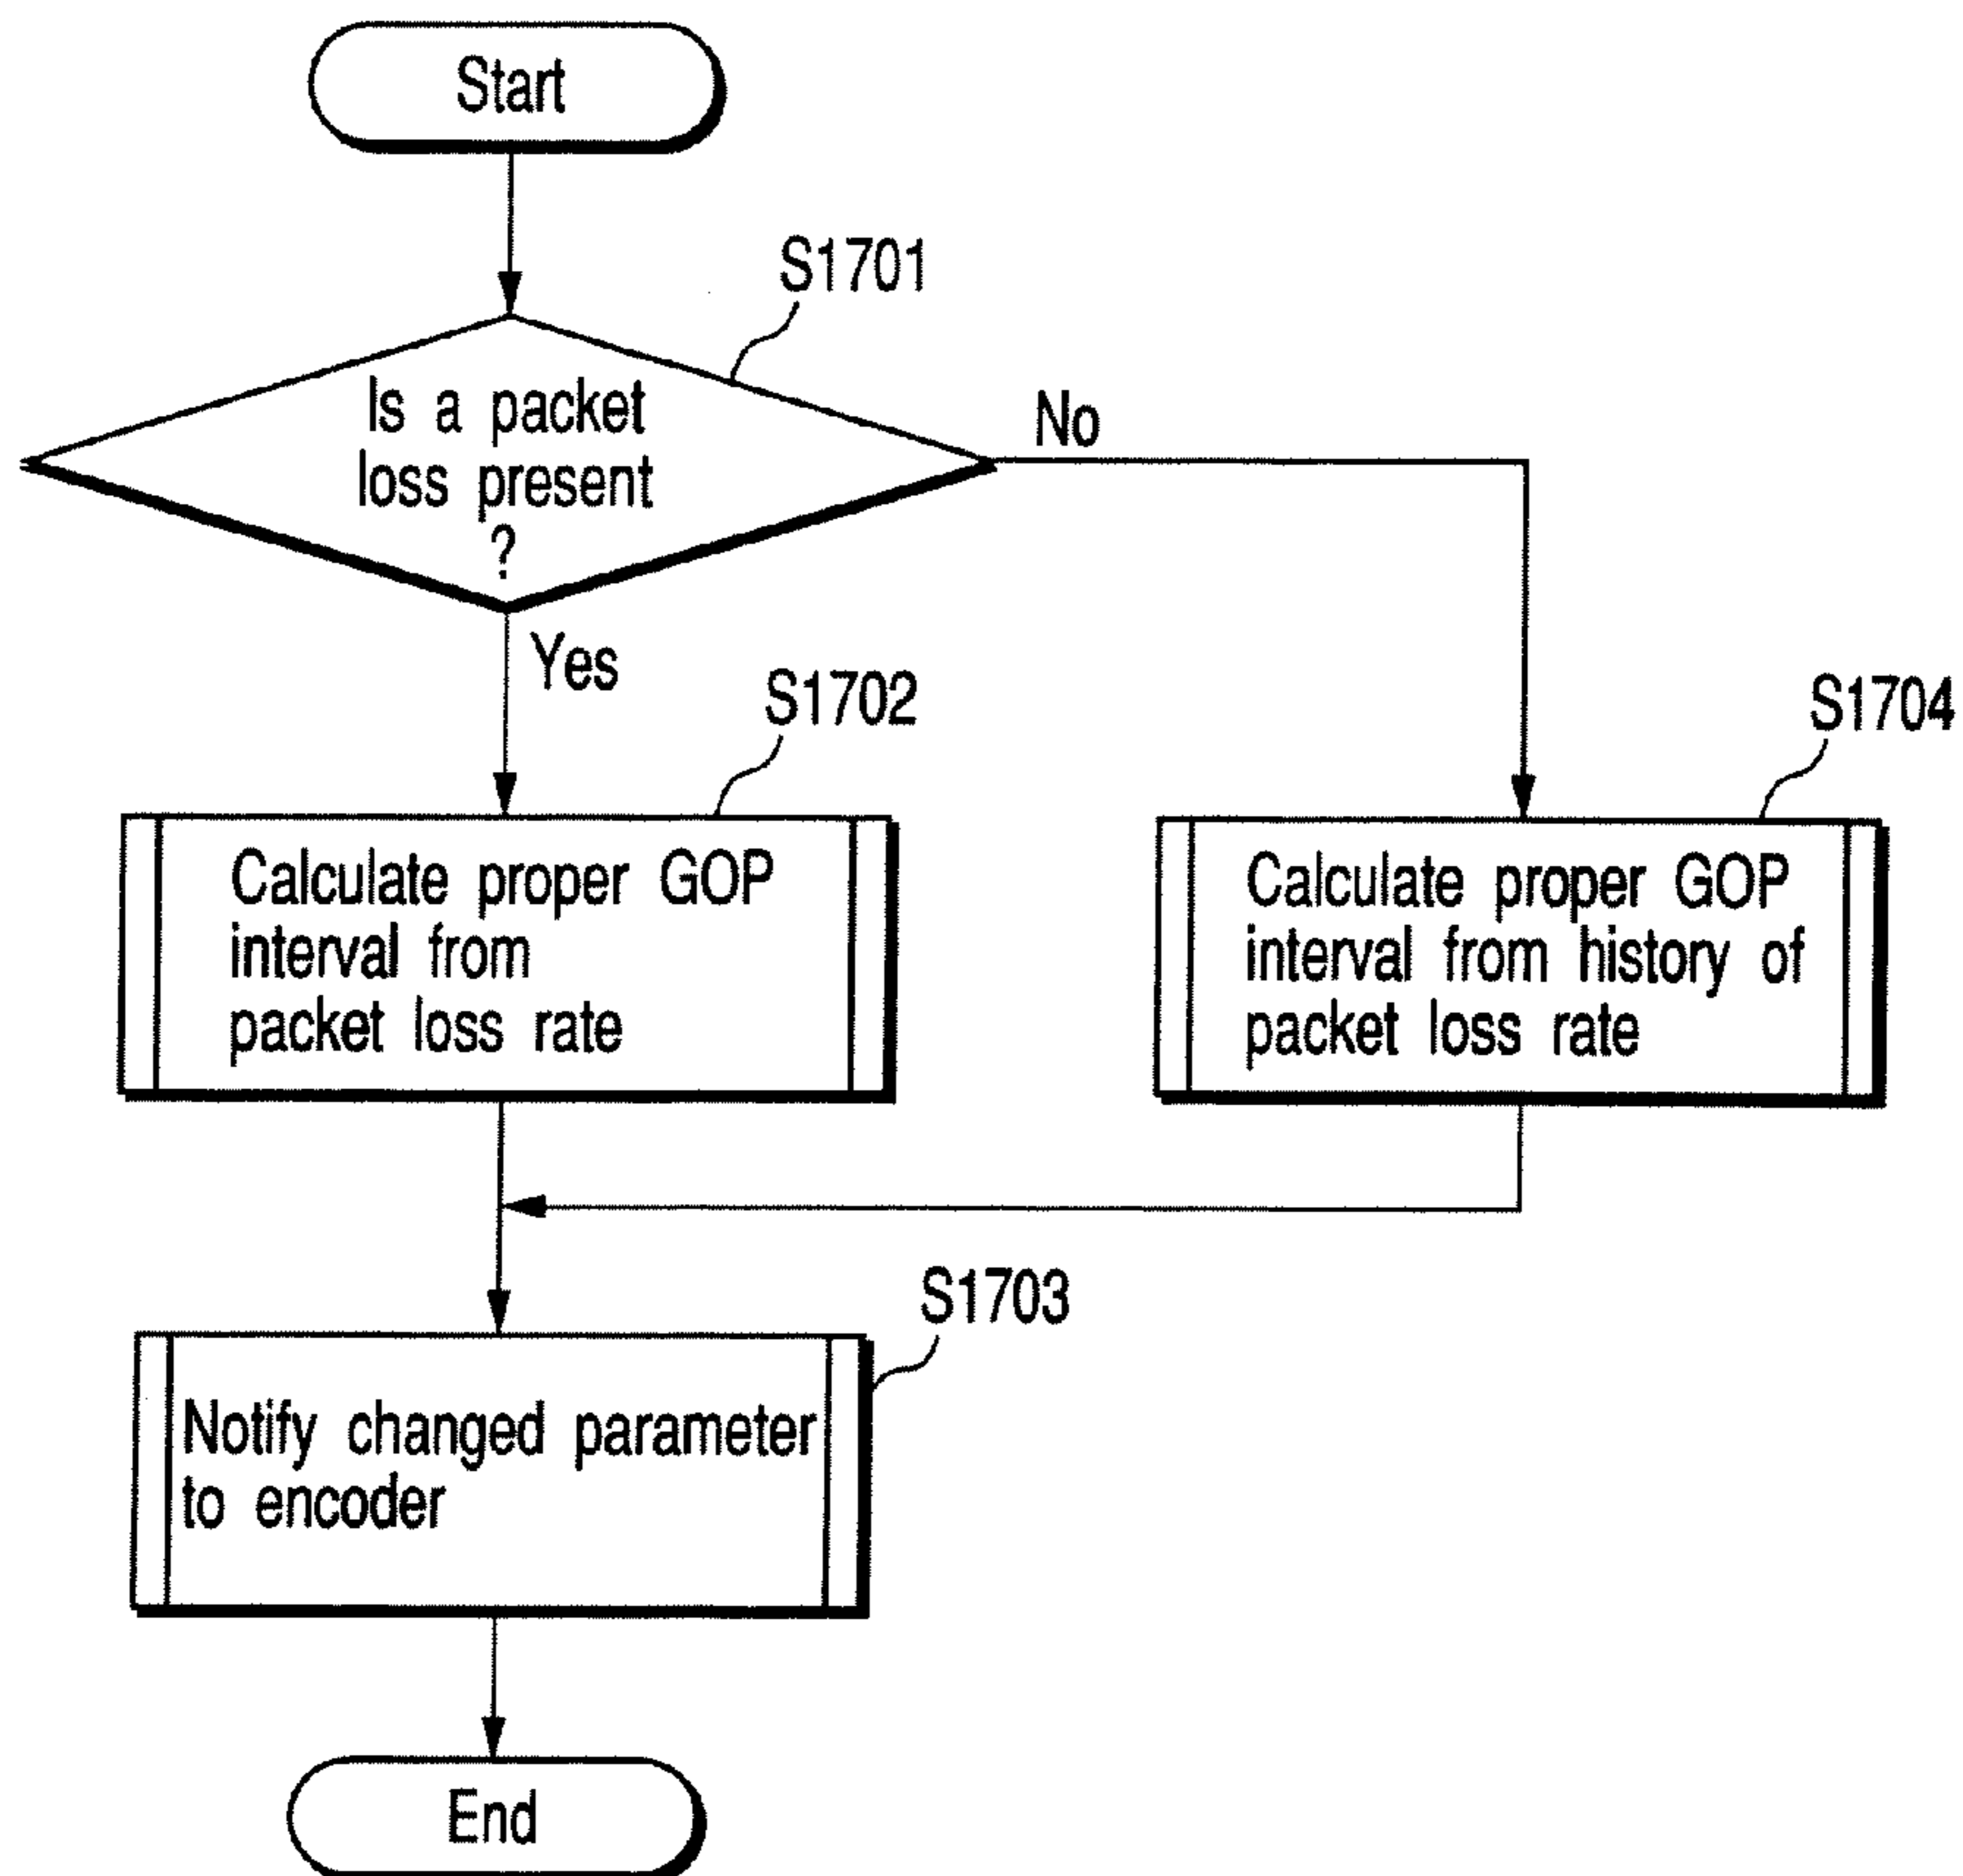 Start
S1701
Is a packet
loss present
?
No
Yes
S1702
S1704
Calculate proper GOP
interval from
packet loss rate
Calculate proper GOP
interval from history of
packet loss rate
S1703
Notify changed parameter
to encoder
End